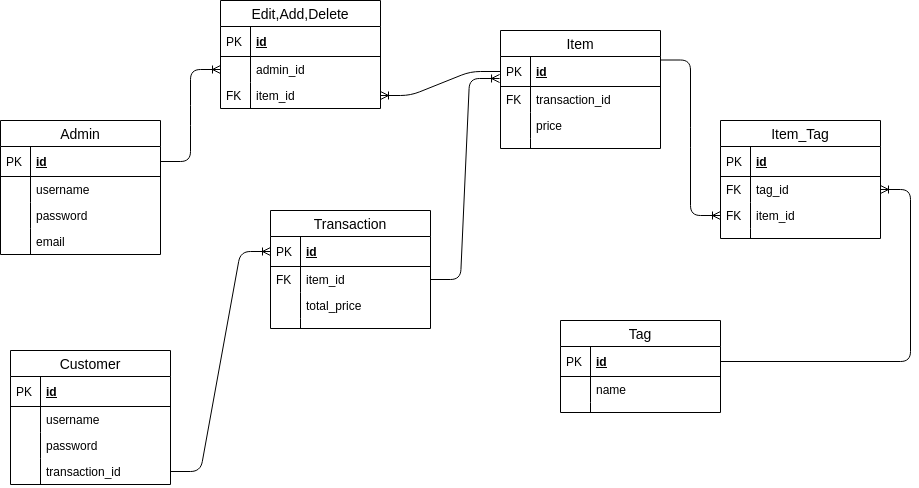 Edit,Add,Delete
PK id
admin_id
FK item_id
Item
PK id
FK transaction_id
price
Admin
PK id
username
password
email
Item_Tag
PK id
FK tag_id
FK item_id
Transaction
PK id
FK item_id
total_price
Tag
PK id
name
Customer
PK id
username
password
transaction_id